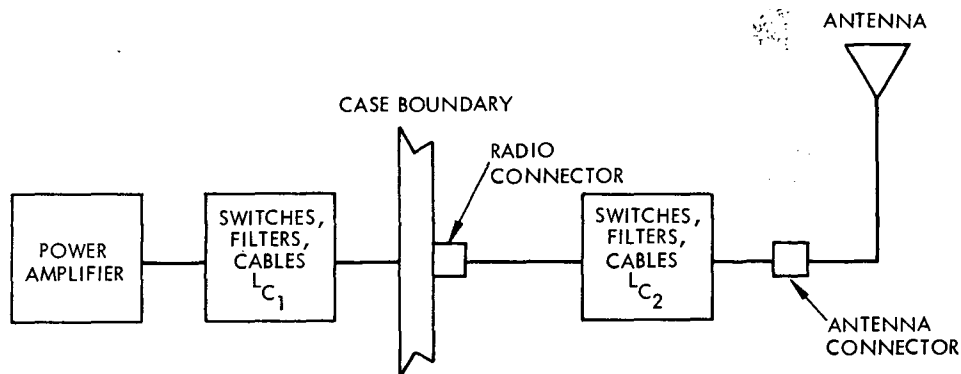 ANTENNA
CASE BOUNDARY
RADIO
CONNECTOR
POWER
AMPLIFIER
SWITCHES,
FILTERS,
CABLES
LC1
SWITCHES,
FILTERS,
CABLES
LC2
ANTENNA
CONNECTOR